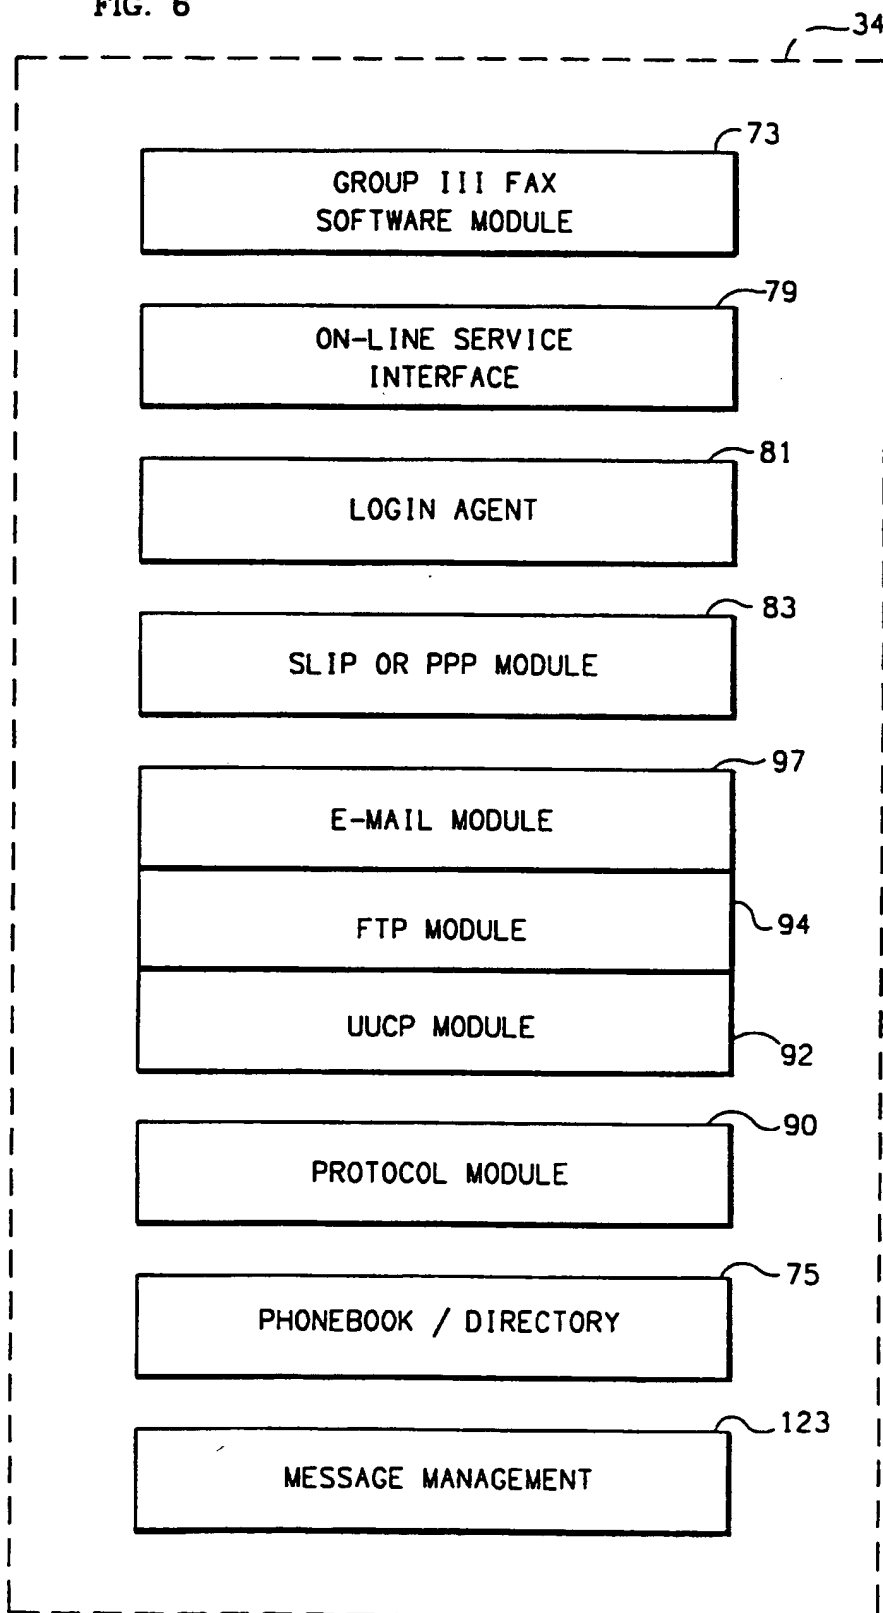 FIG. 6
34
73
GROUP III FAX
SOFTWARE MODULE
79
ON-LINE SERVICE
INTERFACE
81
LOGIN AGENT
83
SLIP OR PPP MODULE
97
E-MAIL MODULE
FTP MODULE
94
UUCP MODULE
92
90
PROTOCOL MODULE
75
PHONEBOOK / DIRECTORY
123
MESSAGE MANAGEMENT